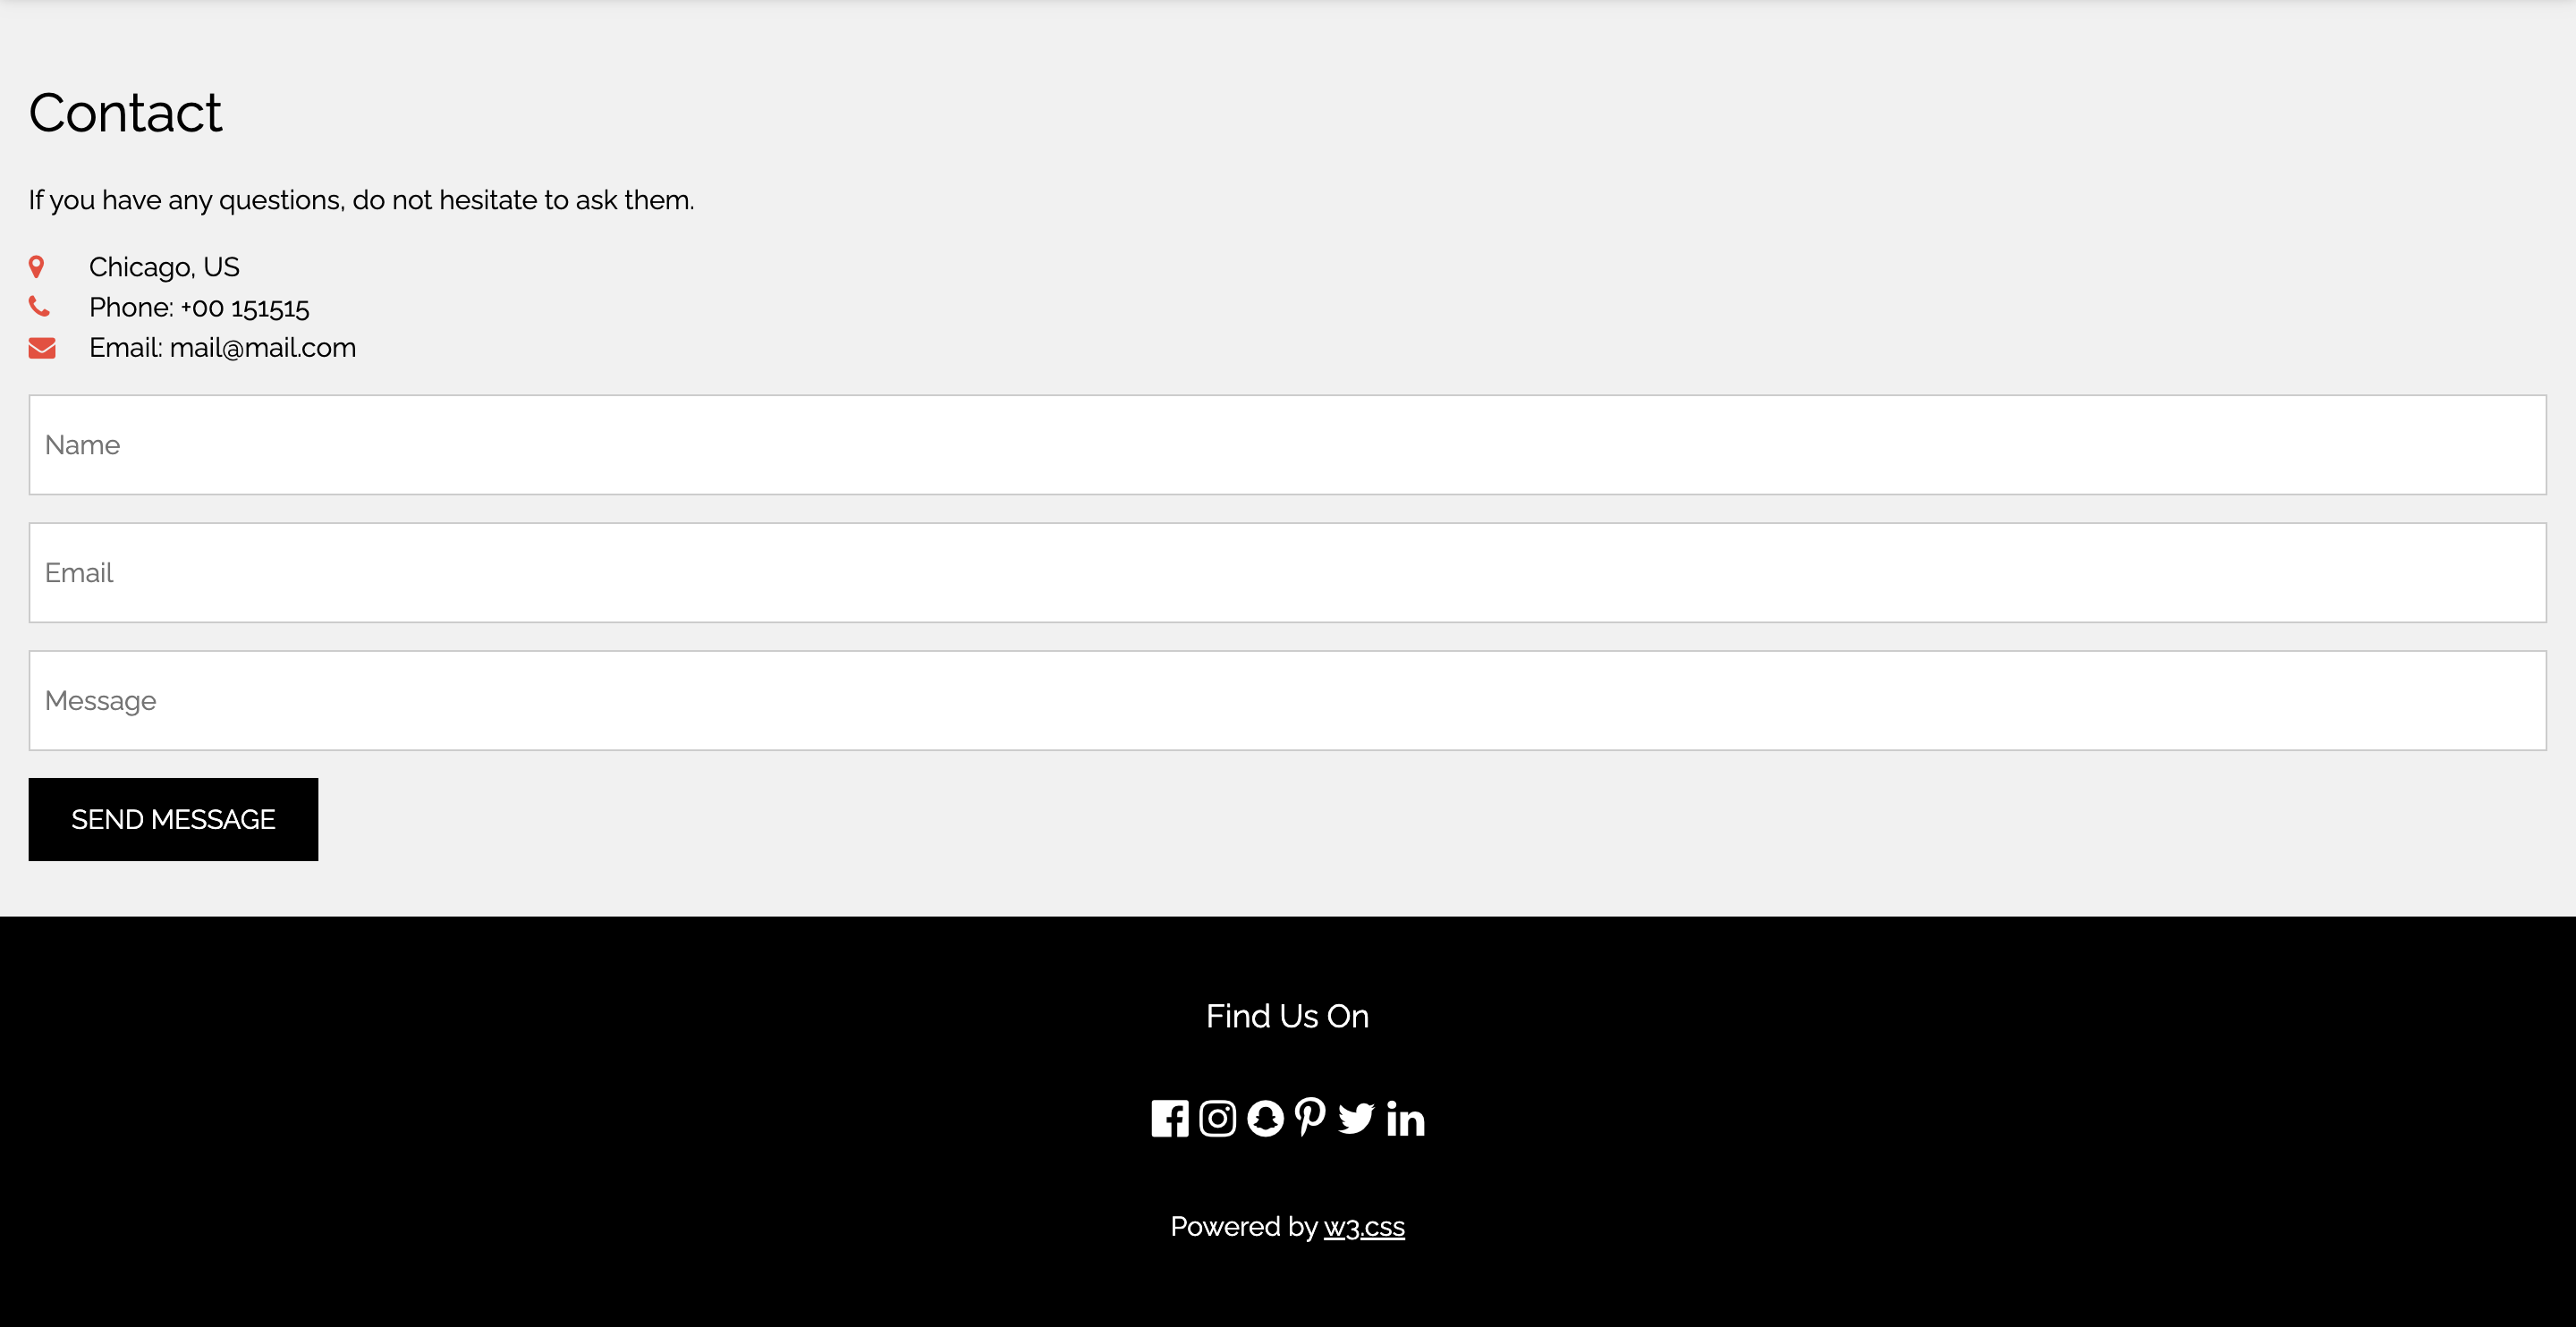 Contact
If you have any questions, do not hesitate to ask them.
Chicago, US
Phone: +00 151515
Email: mail@mail.com
Name
Email
Message
SEND MESSAGE
Find Us On
Powered by w3.css